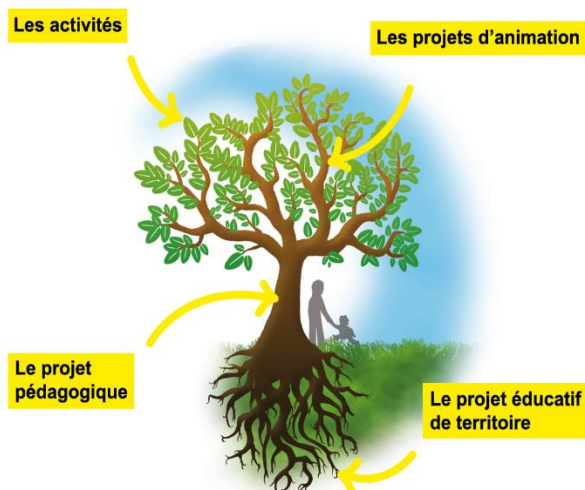 Les activités
Les projets d’animation
Le projet
pédagogique
Le projet éducatif
de territoire